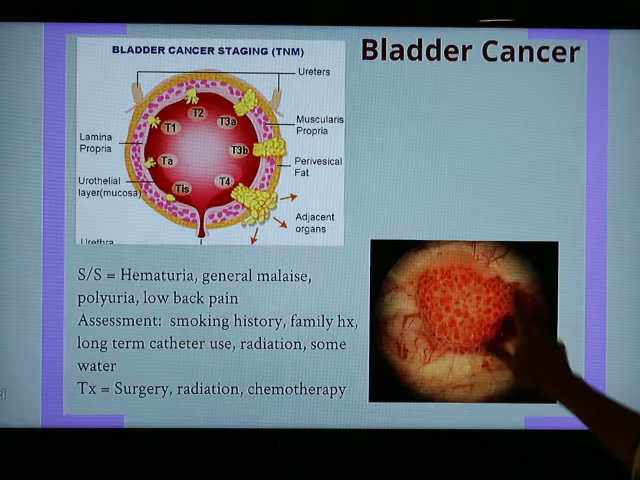 BLADDER CANCER STAGING (TNM)
Bladder Cancer
Ureters
T2
T1
T3a
Muscularis
Propria
Lamina
Propria
T3b
Ta
Perivesical
Fat
Urothelial
layer(mucosa)
Tis
T4
Adjacent
organs
Urethra
S/S = Hematuria, general malaise,
polyuria, low back pain
Assessment: smoking history, family hx,
long term catheter use, radiation, some
water
Tx = Surgery, radiation, chemotherapy